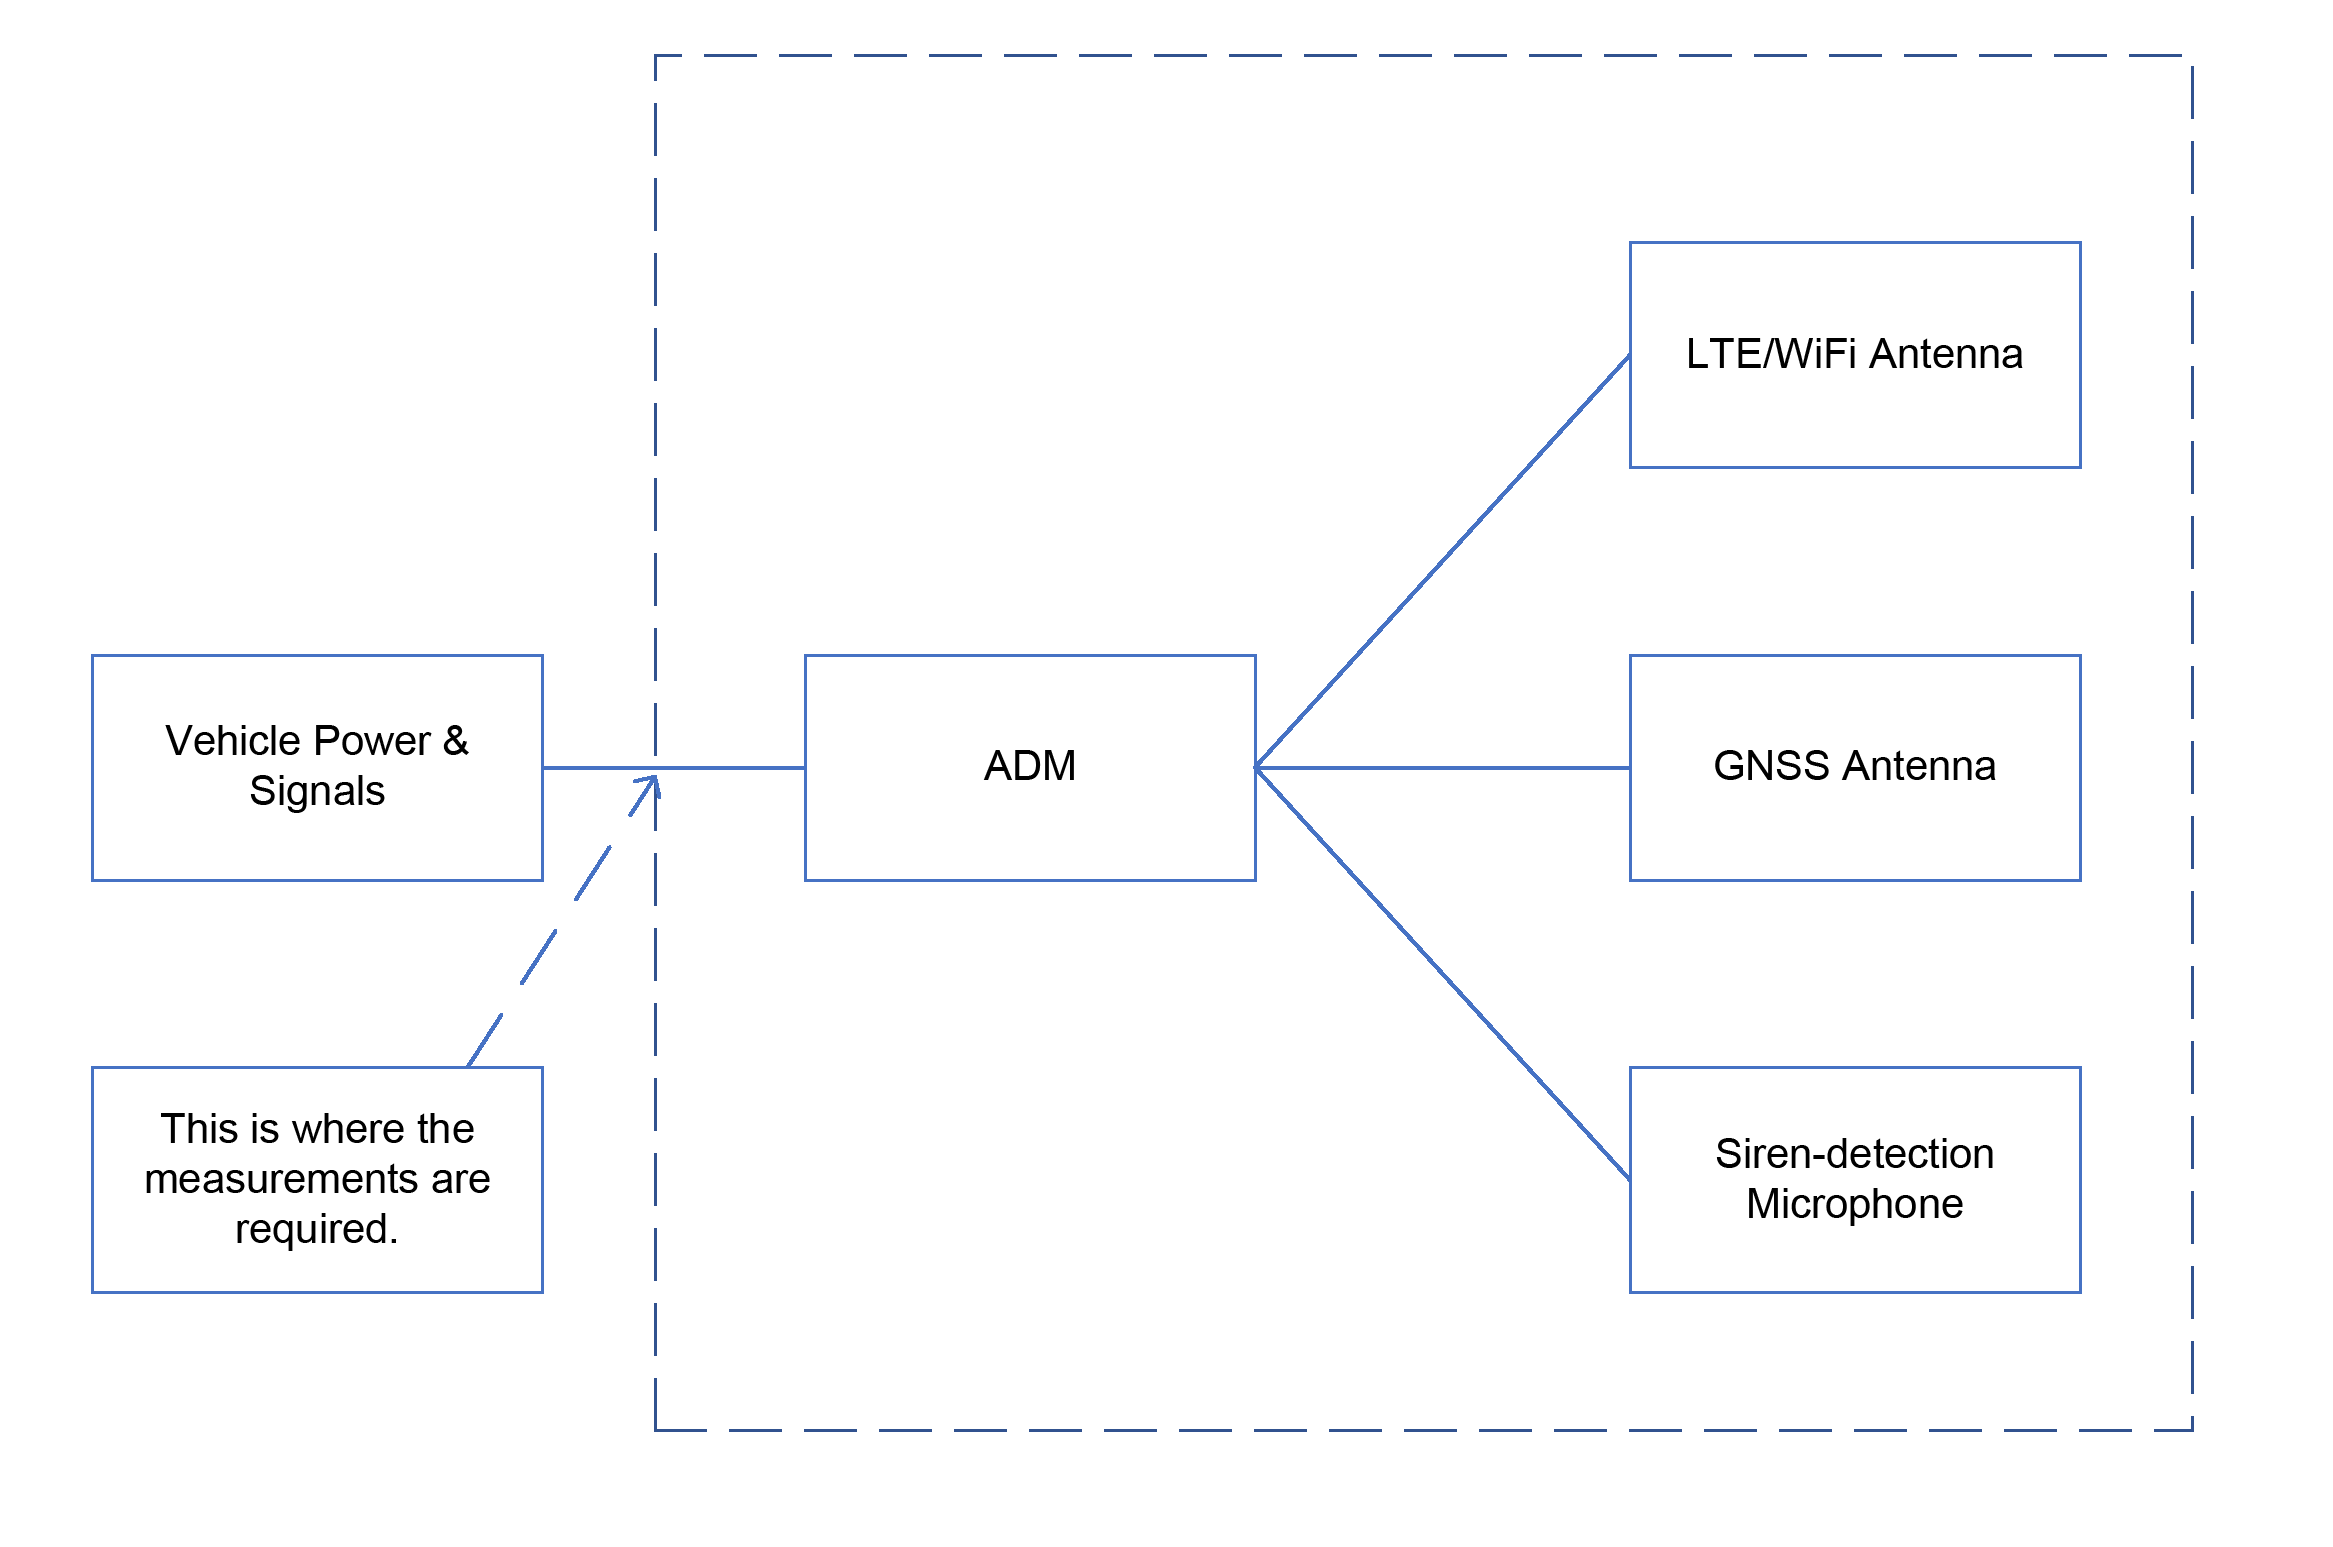 LTE/WiFi Antenna
Vehicle Power &
Signals
ADM
GNSS Antenna
This is where the
measurements are
required.
Siren-detection
Microphone